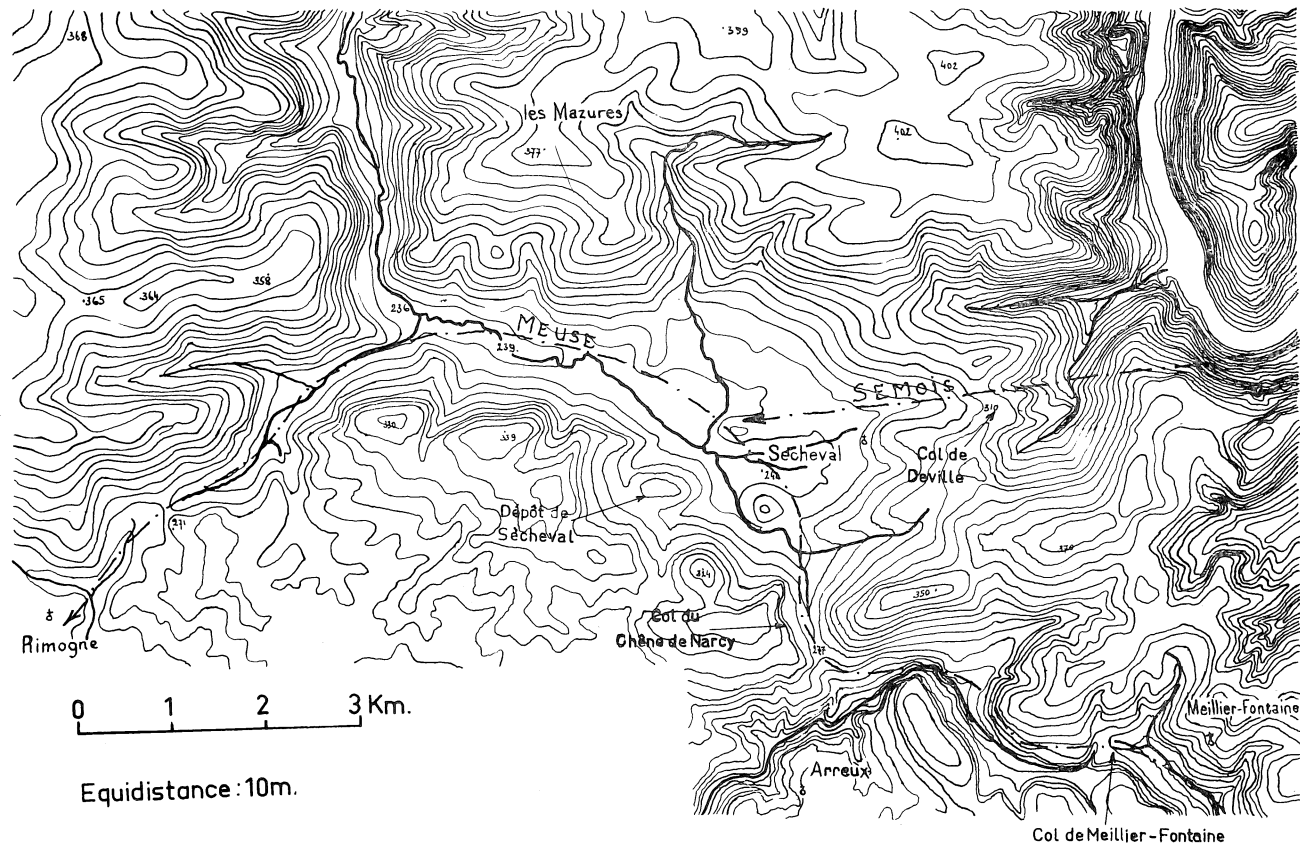 368
399
402
402
les Mazures
377
365
364
358
236
MEUSE
239
SEMOIS
310
330
339
Sécheval
240
Col de
Deville
Dépôt de
Sécheval
271
370
334
350
Col du
Chêne de Narcy
277
Rimogne
0 1 2 3 Km.
Meillier-Fontaine
Arreux
Equidistance : 10m.
Col de Meillier-Fontaine